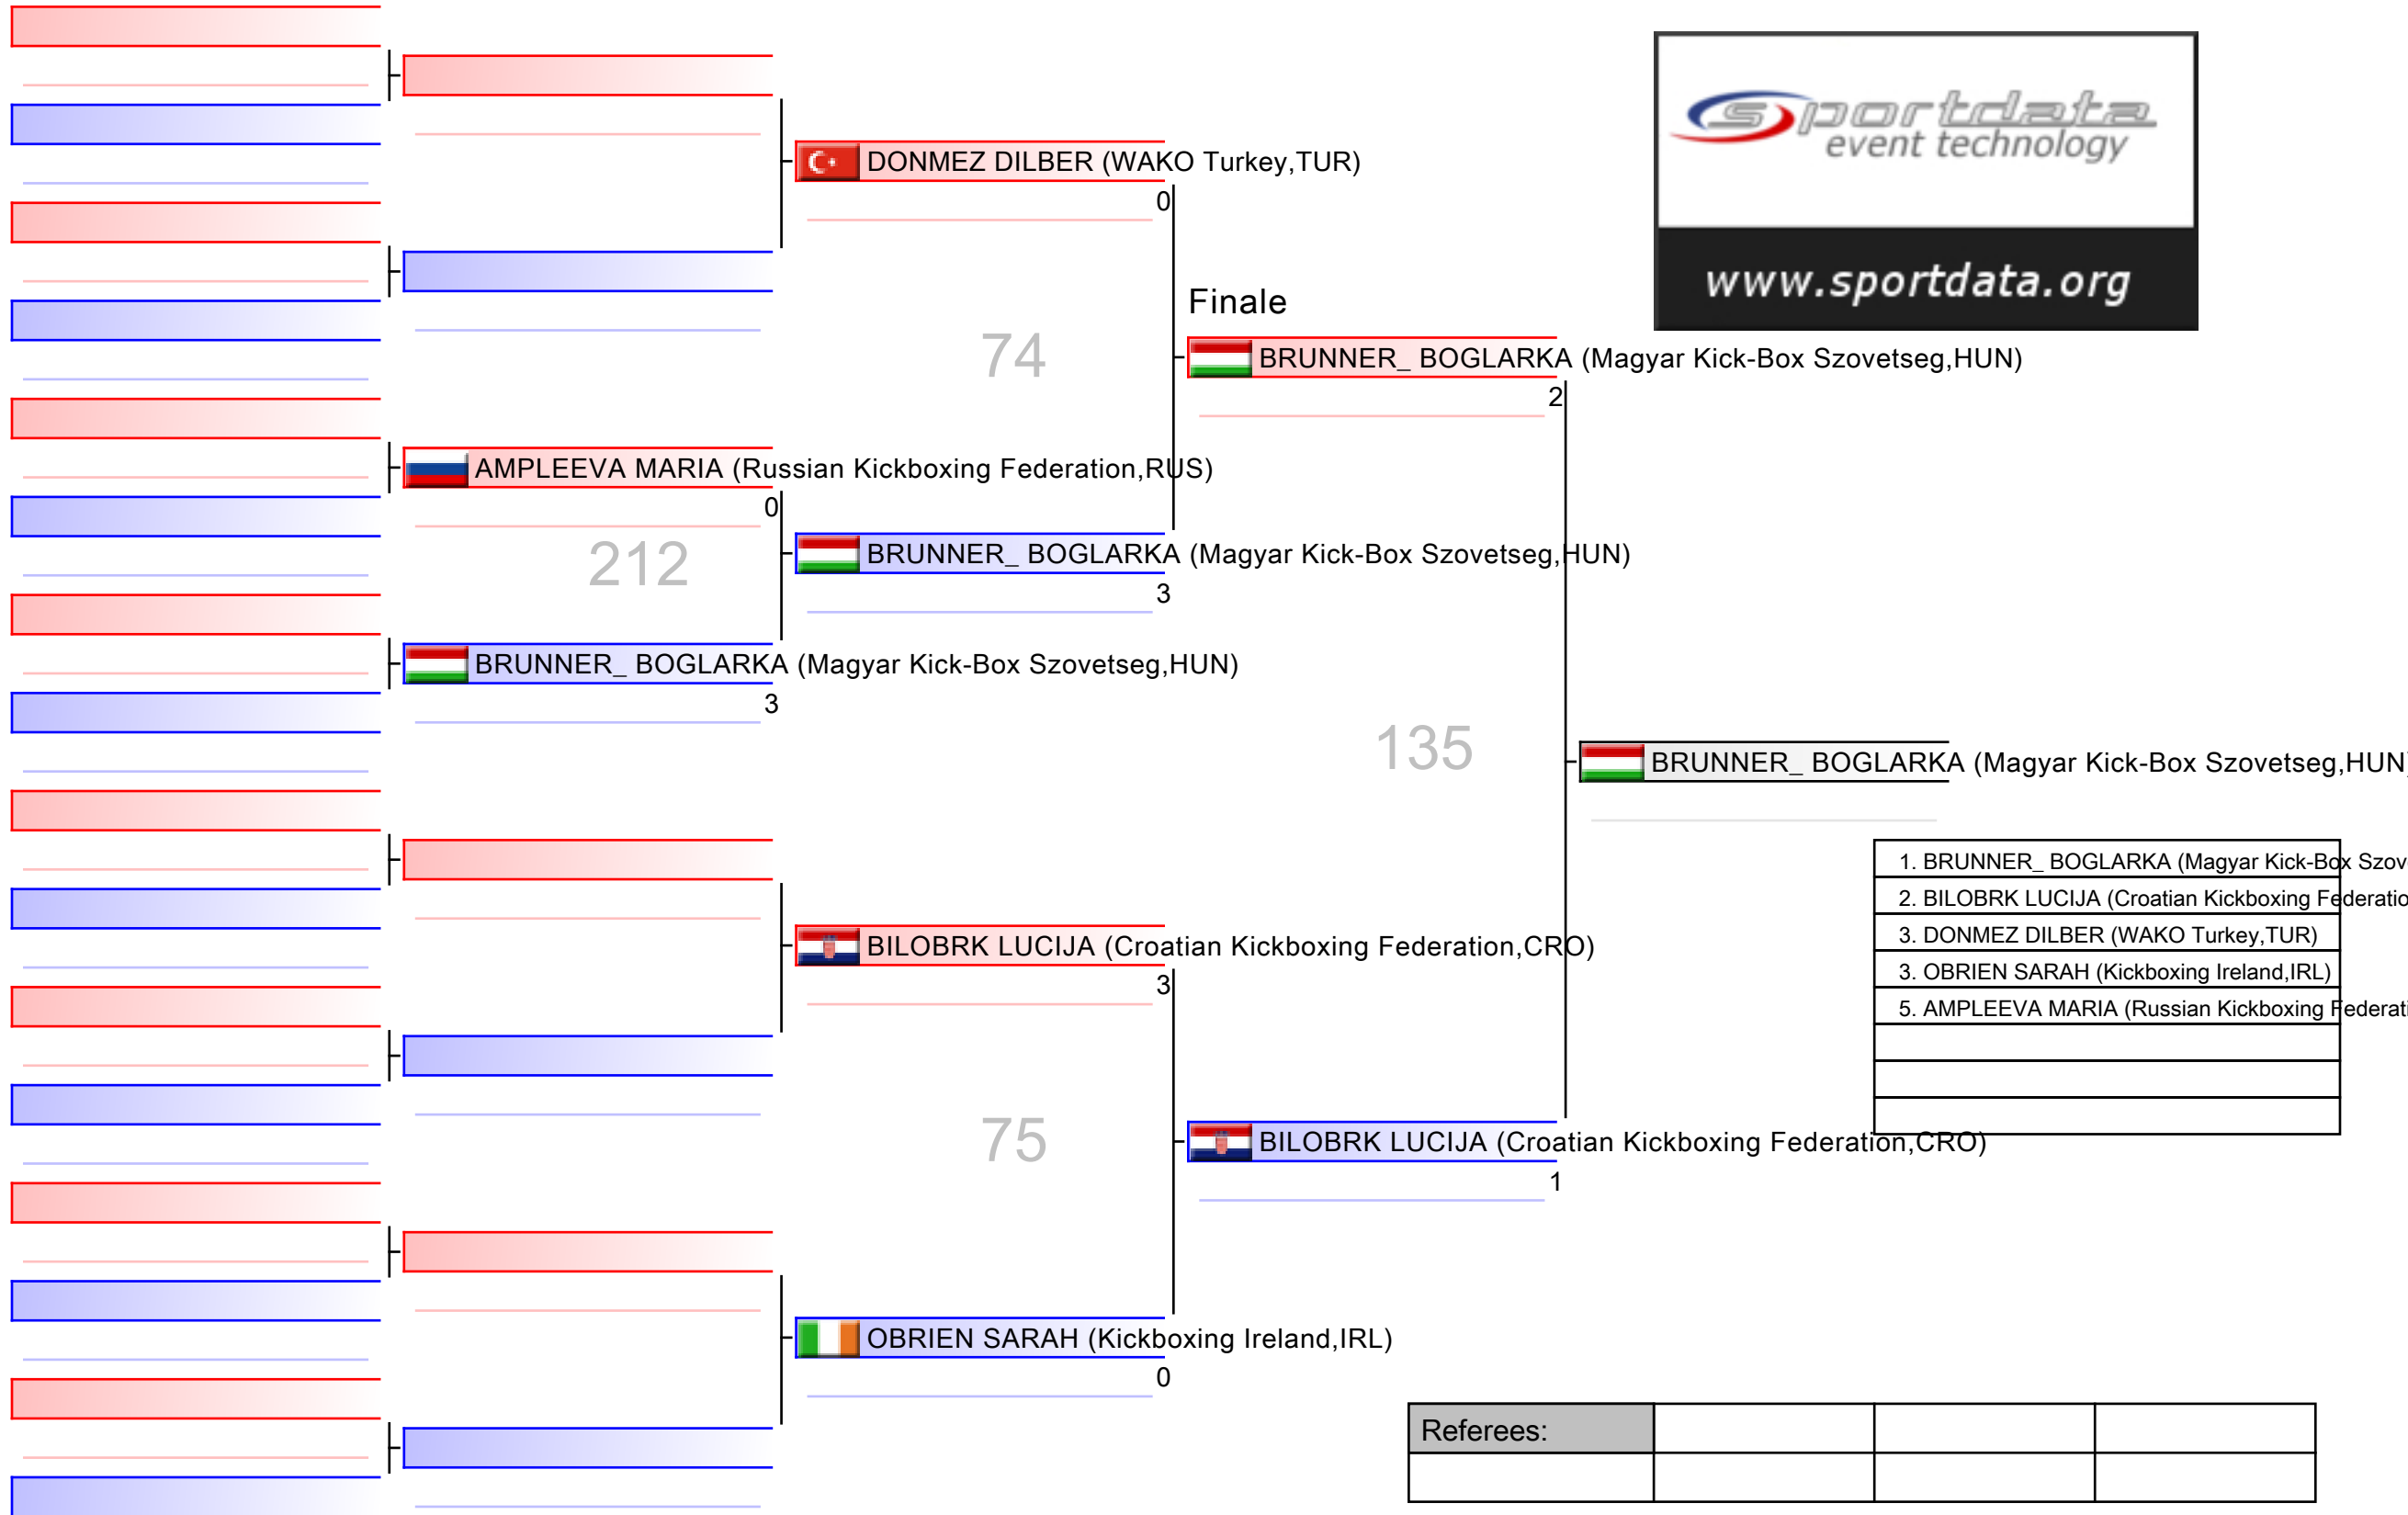 sportdata
event technology
www.sportdata.org
DONMEZ DILBER (WAKO Turkey,TUR)
0
Finale
74
BRUNNER_ BOGLARKA (Magyar Kick-Box Szovetseg,HUN)
2
AMPLEEVA MARIA (Russian Kickboxing Federation,RUS)
0
212
BRUNNER_ BOGLARKA (Magyar Kick-Box Szovetseg,HUN)
3
BRUNNER_ BOGLARKA (Magyar Kick-Box Szovetseg,HUN)
3
135
BRUNNER_ BOGLARKA (Magyar Kick-Box Szovetseg,HUN)
1. BRUNNER_ BOGLARKA (Magyar Kick-Box Szov
2. BILOBRK LUCIJA (Croatian Kickboxing Federatio
3. DONMEZ DILBER (WAKO Turkey,TUR)
3. OBRIEN SARAH (Kickboxing Ireland,IRL)
5. AMPLEEVA MARIA (Russian Kickboxing Federati
BILOBRK LUCIJA (Croatian Kickboxing Federation,CRO)
3
75
BILOBRK LUCIJA (Croatian Kickboxing Federation,CRO)
1
OBRIEN SARAH (Kickboxing Ireland,IRL)
0
Referees: